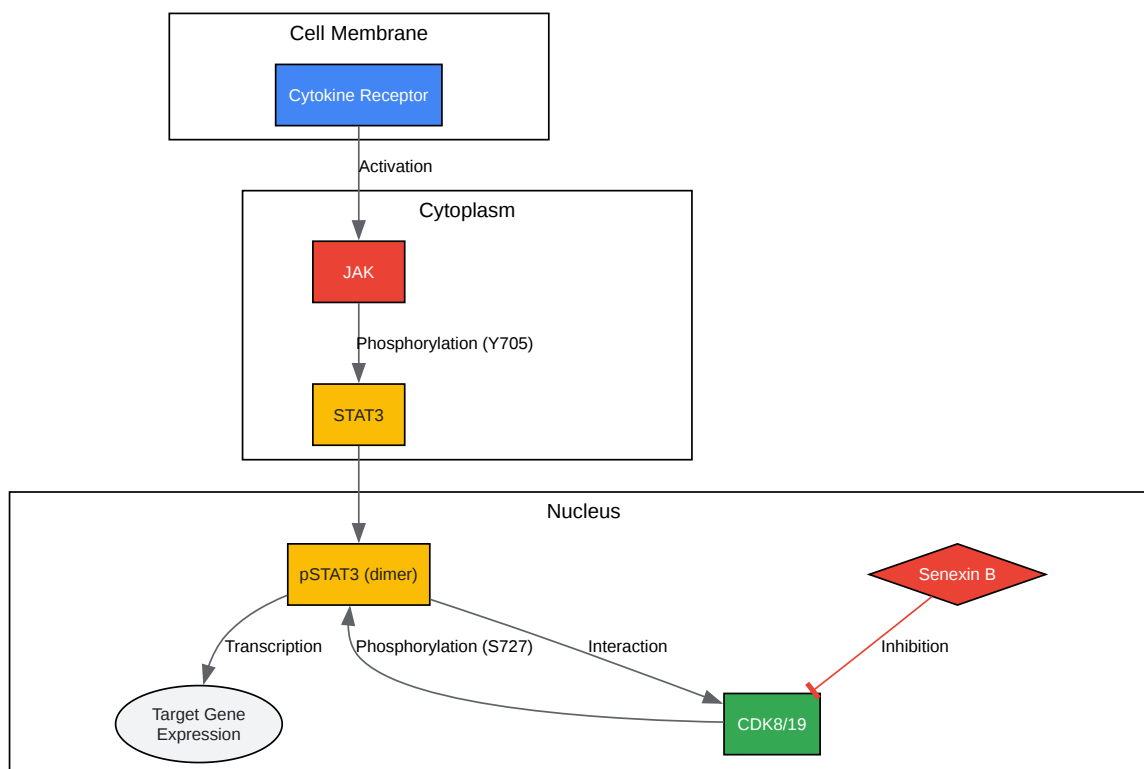 Cell Membrane
Cytokine Receptor
Activation
Cytoplasm
JAK
Phosphorylation (Y705)
STAT3
Nucleus
pSTAT3 (dimer)
Senexin B
Transcription
Phosphorylation (S727)
Interaction
Inhibition
Target Gene
Expression
CDK8/19